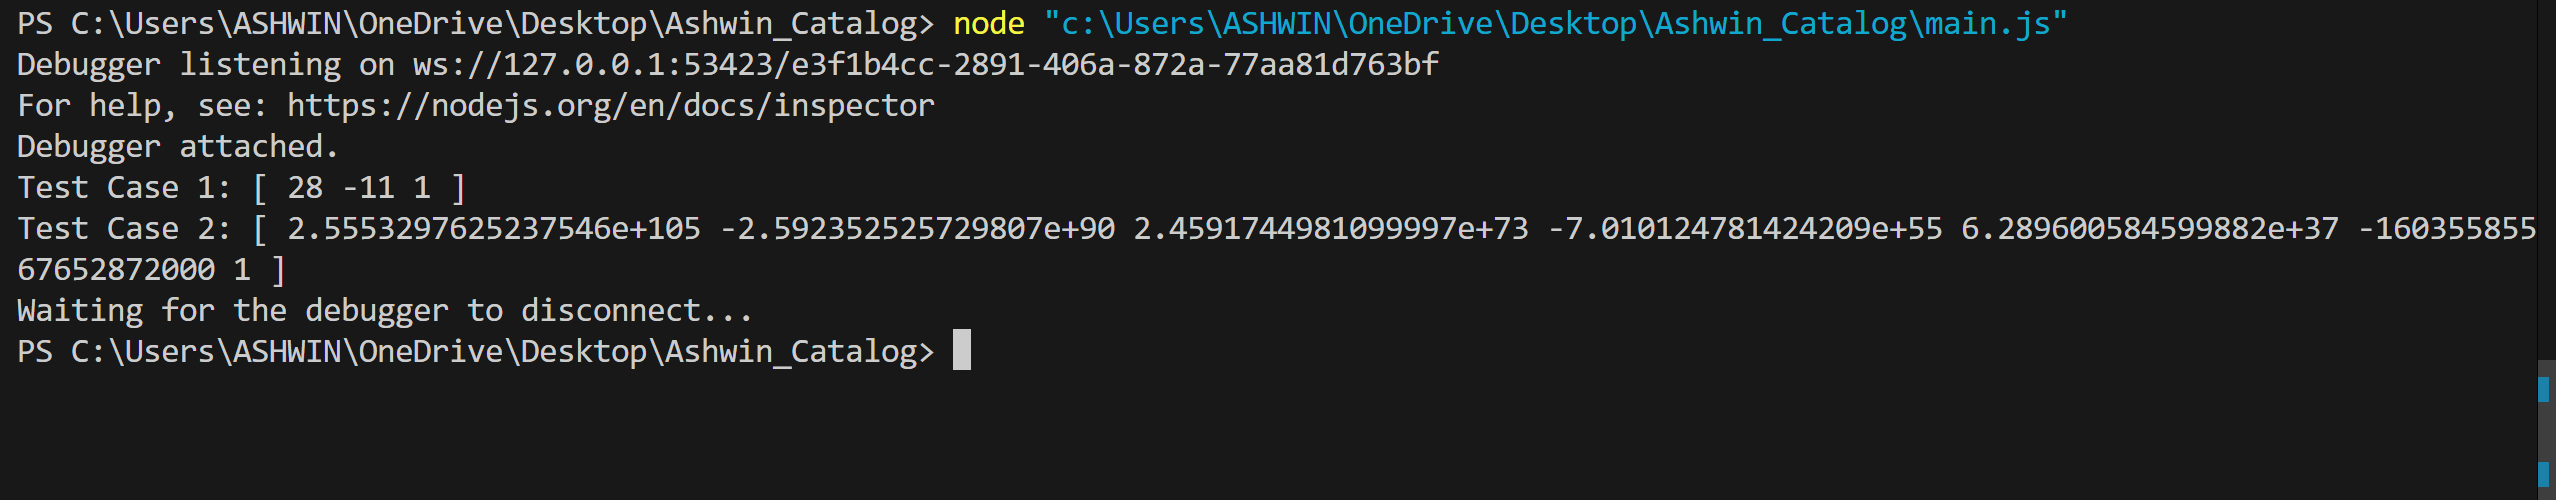 PS C:\Users\ASHWIN\OneDrive\Desktop\Ashwin_Catalog> node "c:\Users\ASHWIN\OneDrive\Desktop\Ashwin_Catalog\main.js"
Debugger listening on ws://127.0.0.1:53423/e3f1b4cc-2891-406a-872a-77aa81d763bf
For help, see: https://nodejs.org/en/docs/inspector
Debugger attached.
Test Case 1: [ 28 -11 1 ]
Test Case 2: [ 2.5553297625237546e+105 -2.592352525729807e+90 2.4591744981099997e+73 -7.010124781424209e+55 6.289600584599882e+37 -160355855
67652872000 1 ]
Waiting for the debugger to disconnect...
PS C:\Users\ASHWIN\OneDrive\Desktop\Ashwin_Catalog>